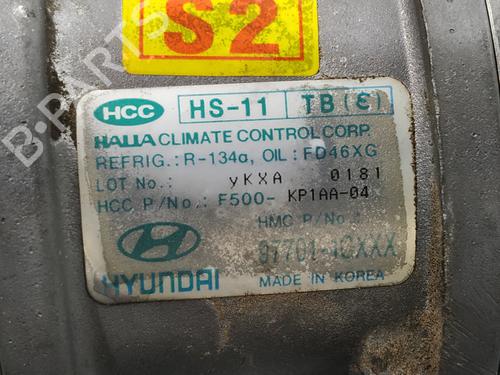 S2
HCC HS-11 TB(€)
HALLA CLIMATE CONTROL CORP.
REFRIG.: R-134a, OIL: FD46XG
LOT No.: yKXA 0181
HCC P/No.: F500- KP1AA-04
HMC P/No.:
HYUNDAI
MADE IN KOREA
B-PARTS